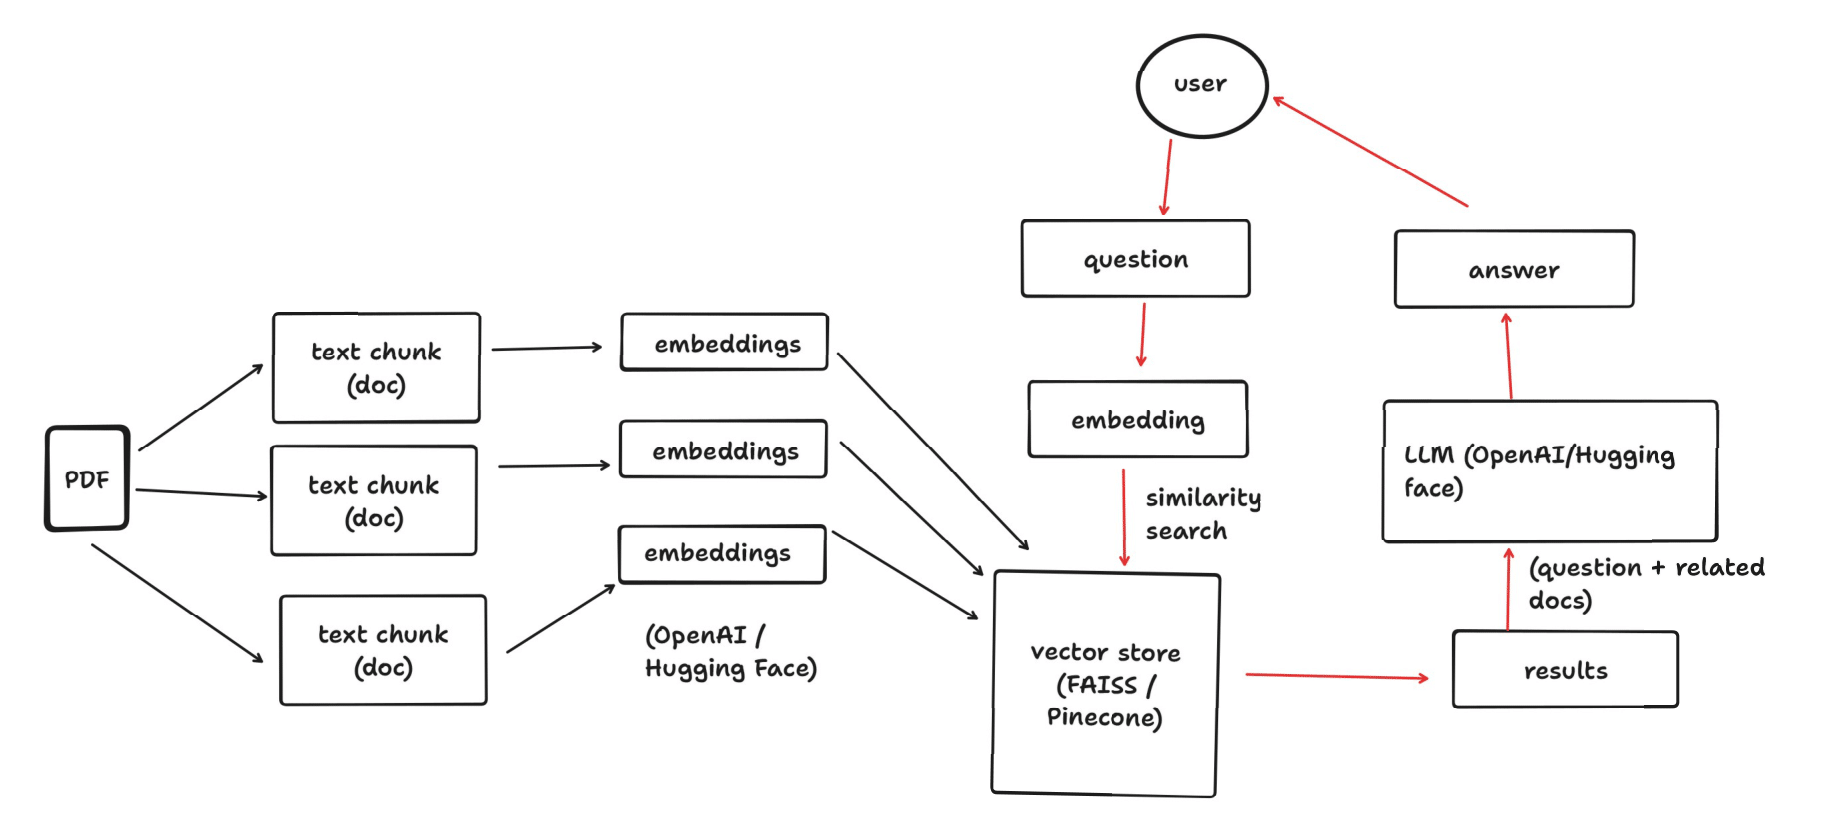 user
question
answer
text chunk
(doc)
embeddings
embedding
LLM (OpenAI/Hugging
face)
PDF
text chunk
(doc)
embeddings
similarity
search
embeddings
(question + related
docs)
text chunk
(doc)
(OpenAI /
Hugging Face)
vector store
(FAISS /
Pinecone)
results